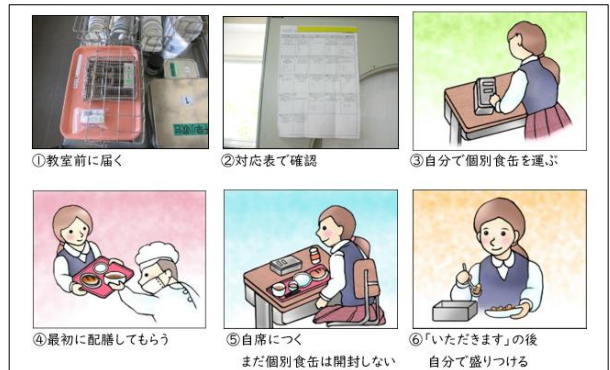 ①教室前に届く
②対応表で確認
③自分で個別食缶を運ぶ
④最初に配膳してもらう
⑤自席につく
まだ個別食缶は開封しない
⑥「いただきます」の後
自分で盛りつける